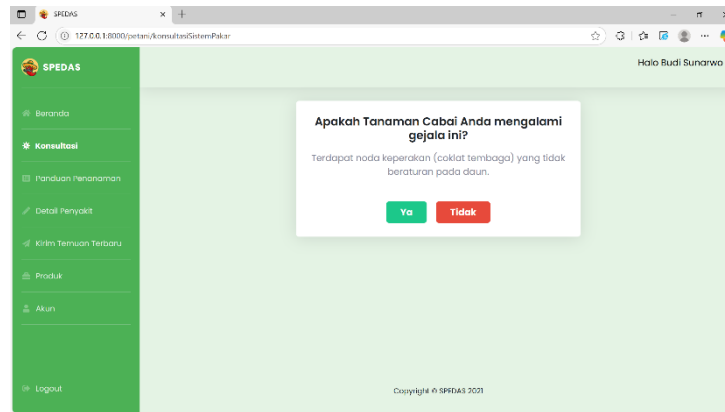 SPEDAS
127.0.0.1:8000/petani/konsultasiSistemPakar
SPEDAS
Halo Budi Sunarwo
Beranda
Konsultasi
Panduan Penanaman
Detail Penyakit
Kirim Temuan Terbaru
Produk
Akun
Logout
Apakah Tanaman Cabai Anda mengalami
gejala ini?
Terdapat noda keperakan (coklat tembaga) yang tidak
beraturan pada daun.
Ya
Tidak
Copyright © SPEDAS 2021